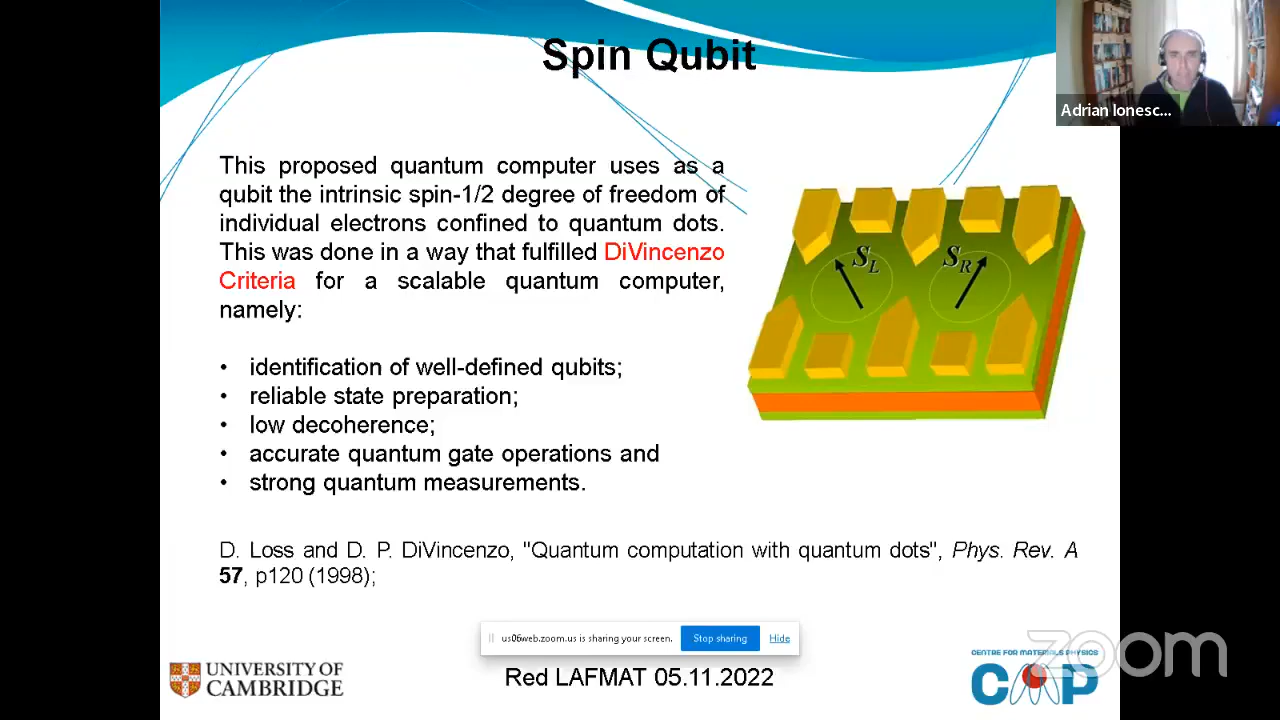 Spin Qubit
Adrian Ionesc...
This proposed quantum computer uses as a
qubit the intrinsic spin-1/2 degree of freedom of
individual electrons confined to quantum dots.
This was done in a way that fulfilled DiVincenzo
Criteria for a scalable quantum computer,
namely:
• identification of well-defined qubits;
• reliable state preparation;
• low decoherence;
• accurate quantum gate operations and
• strong quantum measurements.
S_L S_R
D. Loss and D. P. DiVincenzo, "Quantum computation with quantum dots", Phys. Rev. A
57, p120 (1998);
us06web.zoom.us is sharing your screen. Stop sharing Hide
UNIVERSITY OF
CAMBRIDGE
Red LAFMAT 05.11.2022
CENTRE FOR MATERIALS PHYSICS
CMP
zoom